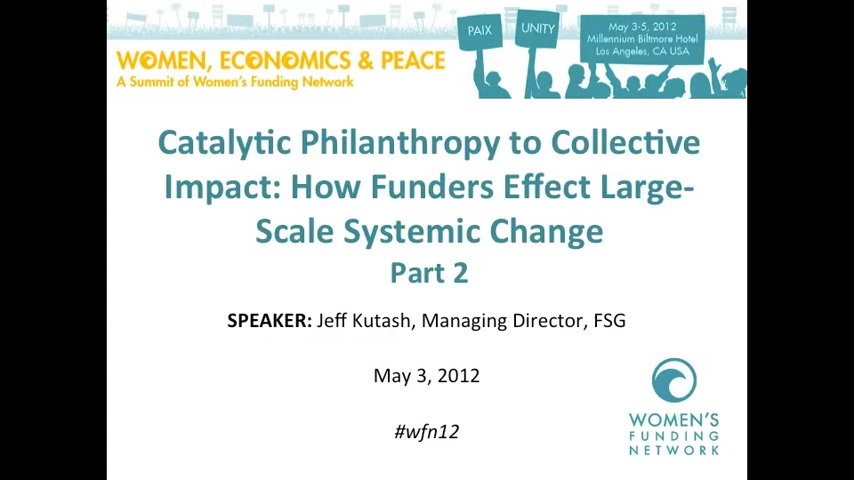 WOMEN, ECONOMICS & PEACE
A Summit of Women's Funding Network
PAIX
UNITY
May 3-5, 2012
Millennium Biltmore Hotel
Los Angeles, CA USA
Catalytic Philanthropy to Collective
Impact: How Funders Effect Large-
Scale Systemic Change
Part 2
SPEAKER: Jeff Kutash, Managing Director, FSG
May 3, 2012
#wfn12
WOMEN'S
FUNDING
NETWORK